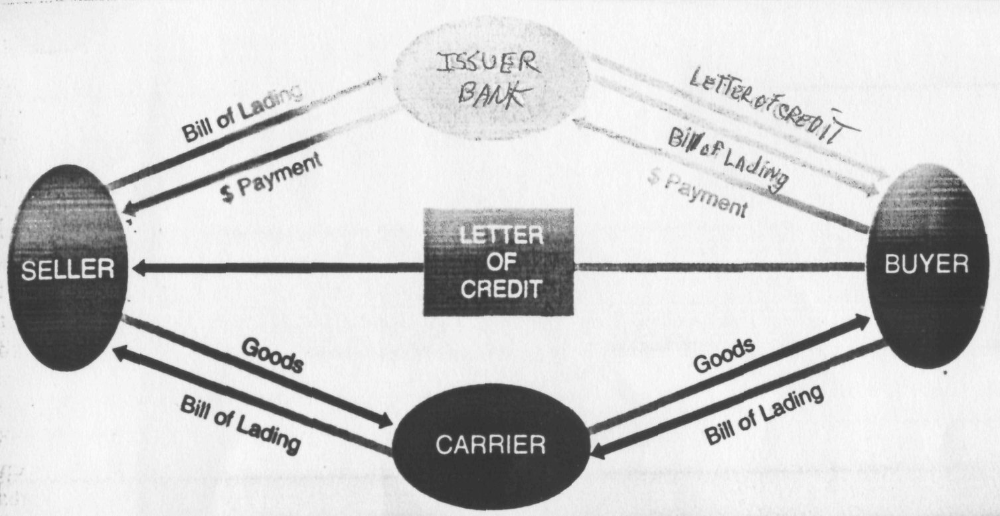 ISSUER
BANK
Bill of Lading
$ Payment
LETTER OF CREDIT
Bill of Lading
$ Payment
SELLER
LETTER
OF
CREDIT
BUYER
Goods
Bill of Lading
Goods
Bill of Lading
CARRIER